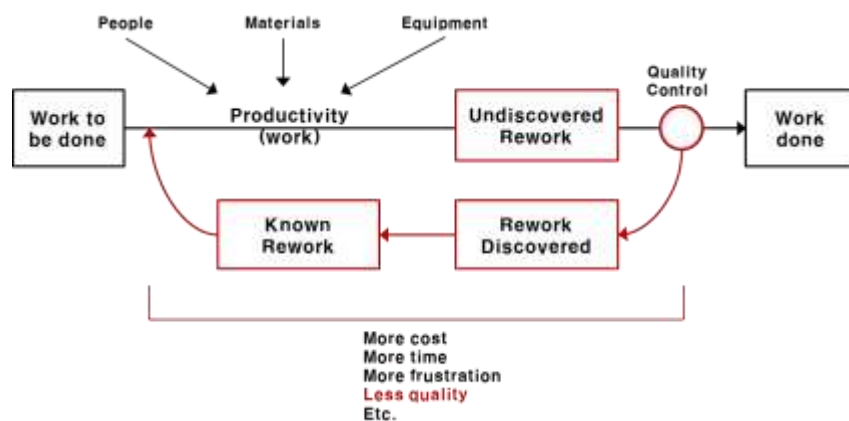 People
Materials
Equipment
Quality
Control
Work to
be done
Productivity
(work)
Undiscovered
Rework
Work
done
Known
Rework
Rework
Discovered
More cost
More time
More frustration
Less quality
Etc.